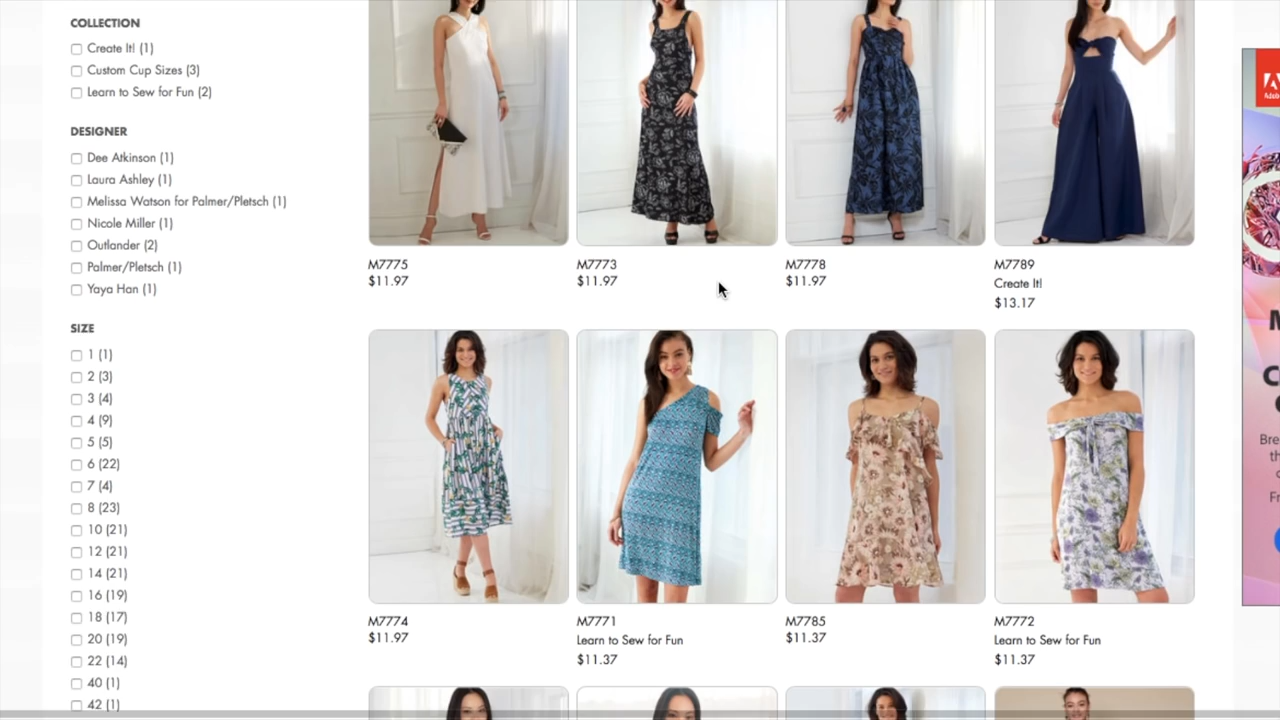 COLLECTION
Create It! (1)
Custom Cup Sizes (3)
Learn to Sew for Fun (2)
DESIGNER
Dee Atkinson (1)
Laura Ashley (1)
Melissa Watson for Palmer/Pletsch (1)
Nicole Miller (1)
Outlander (2)
Palmer/Pletsch (1)
Yaya Han (1)
SIZE
1 (1)
2 (3)
3 (4)
4 (9)
5 (5)
6 (22)
7 (4)
8 (23)
10 (21)
12 (21)
14 (21)
16 (19)
18 (17)
20 (19)
22 (14)
40 (1)
42 (1)
M7775
$11.97
M7773
$11.97
M7778
$11.97
M7789
Create It!
$13.17
M7774
$11.97
M7771
Learn to Sew for Fun
$11.37
M7785
$11.37
M7772
Learn to Sew for Fun
$11.37